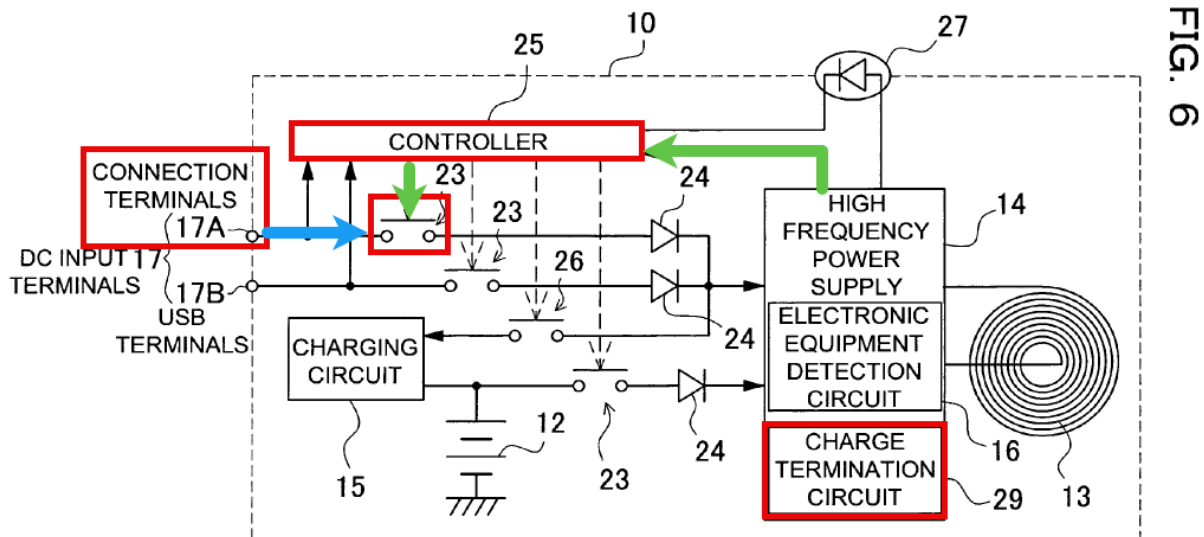 FIG. 6
10
25
27
CONTROLLER
CONNECTION
TERMINALS
17A
23
24
23
14
HIGH
FREQUENCY
POWER
SUPPLY
DC INPUT 17
TERMINALS
17B
USB
TERMINALS
26
24
CHARGING
CIRCUIT
ELECTRONIC
EQUIPMENT
DETECTION
CIRCUIT
15
12
23
24
16
13
CHARGE
TERMINATION
CIRCUIT
29